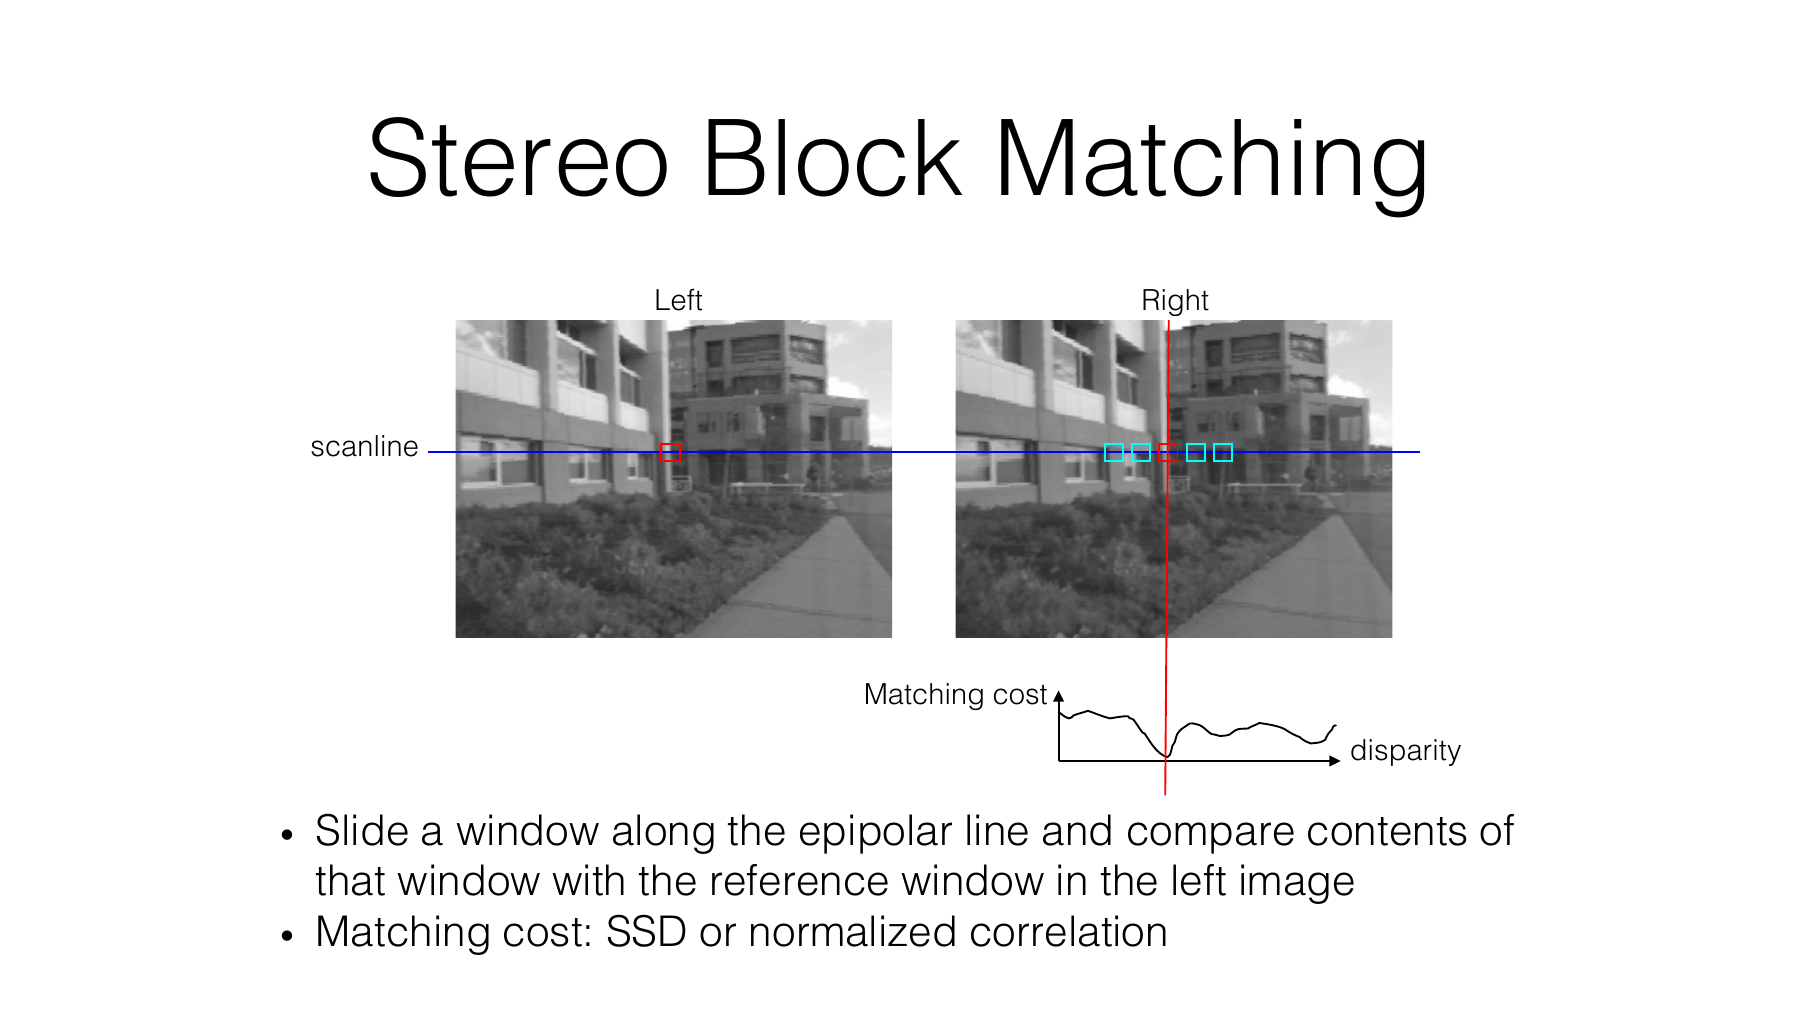 Stereo Block Matching
Left
Right
scanline
Matching cost
disparity
• Slide a window along the epipolar line and compare contents of
that window with the reference window in the left image
• Matching cost: SSD or normalized correlation